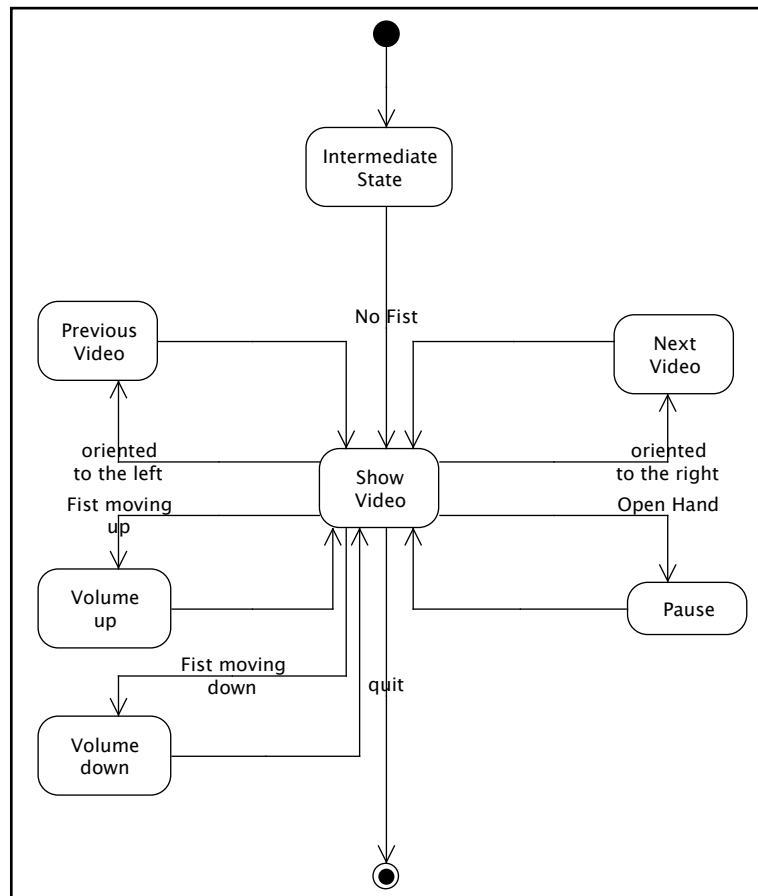 Intermediate
State
No Fist
Previous
Video
Next
Video
oriented
to the left
Show
Video
oriented
to the right
Fist moving
up
Open Hand
Volume
up
Pause
Fist moving
down
quit
Volume
down